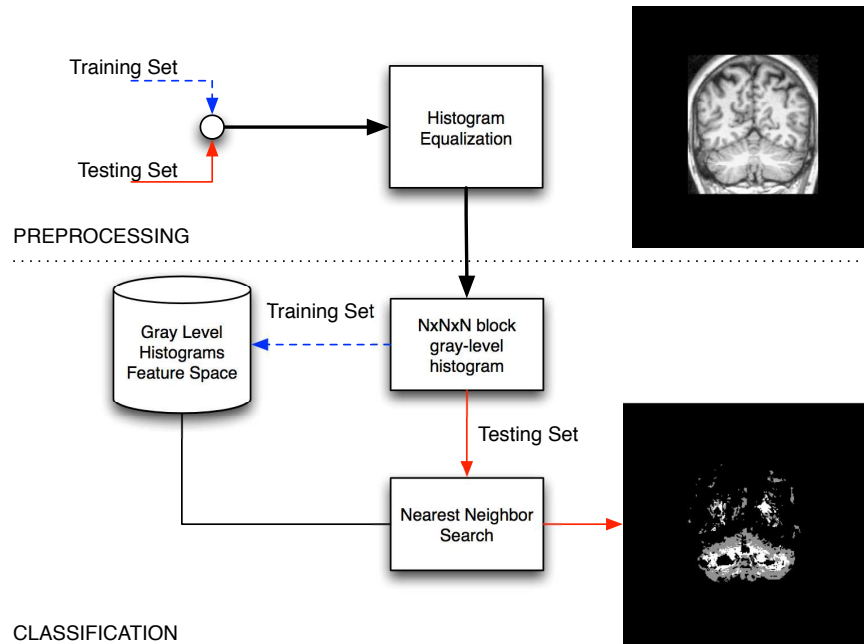 Training Set
Testing Set
Histogram
Equalization
PREPROCESSING
Gray Level
Histograms
Feature Space
Training Set
NxNxN block
gray-level
histogram
Testing Set
Nearest Neighbor
Search
CLASSIFICATION